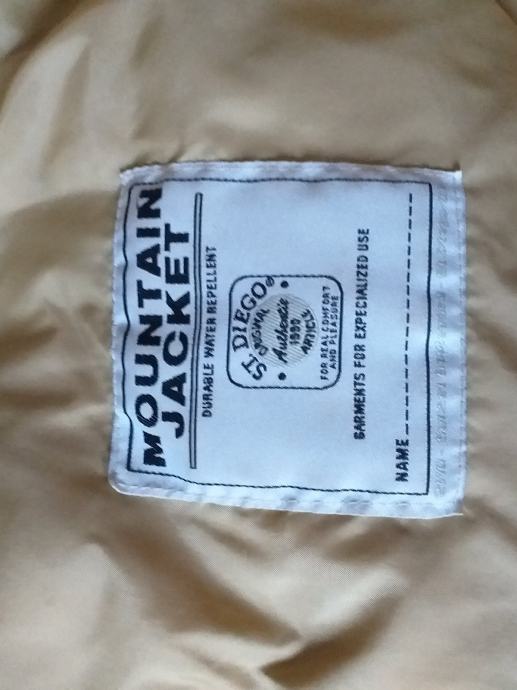 MOUNTAIN
JACKET
DURABLE WATER REPELLENT
ST. DIEGO
ORIGINAL
Authentic
1990
ARTICLE
FOR REAL COMFORT
AND PLEASURE
GARMENTS FOR EXPECIALIZED USE
NAME